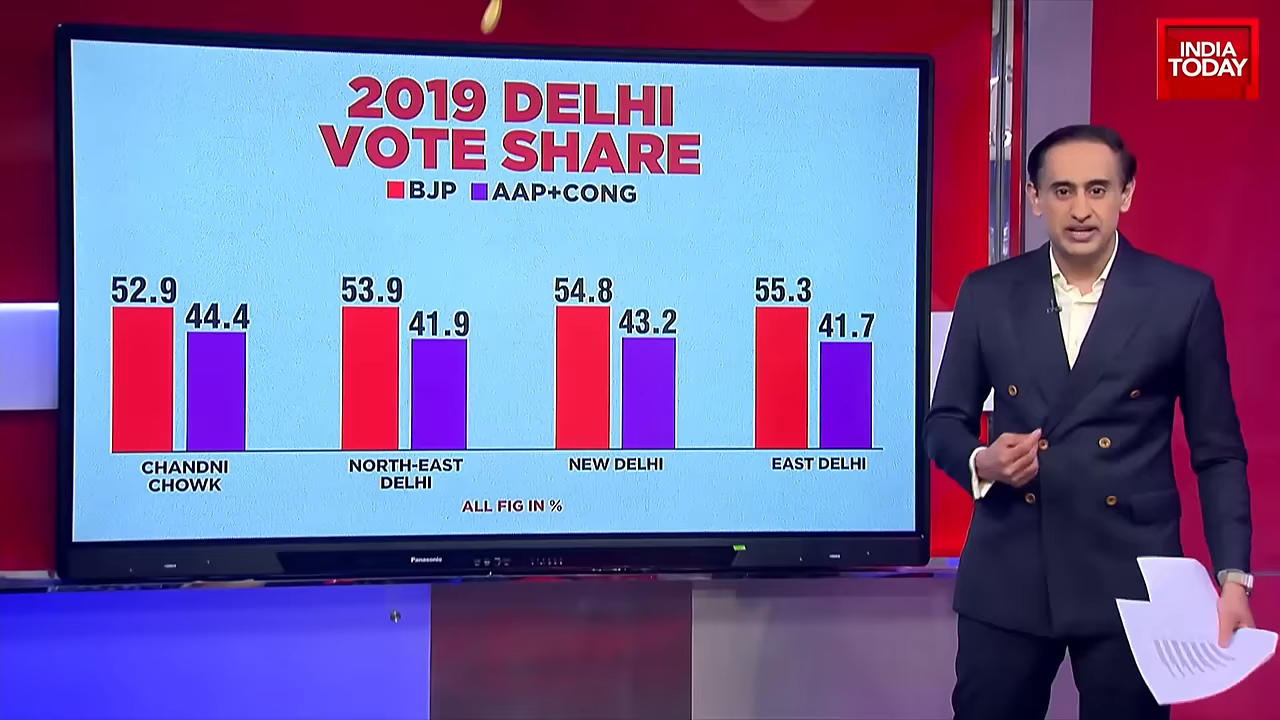 INDIA
TODAY
2019 DELHI
VOTE SHARE
BJP AAP+CONG
52.9 44.4 53.9 41.9 54.8 43.2 55.3 41.7
CHANDNI CHOWK
NORTH-EAST DELHI
NEW DELHI
EAST DELHI
ALL FIG IN %
Panasonic